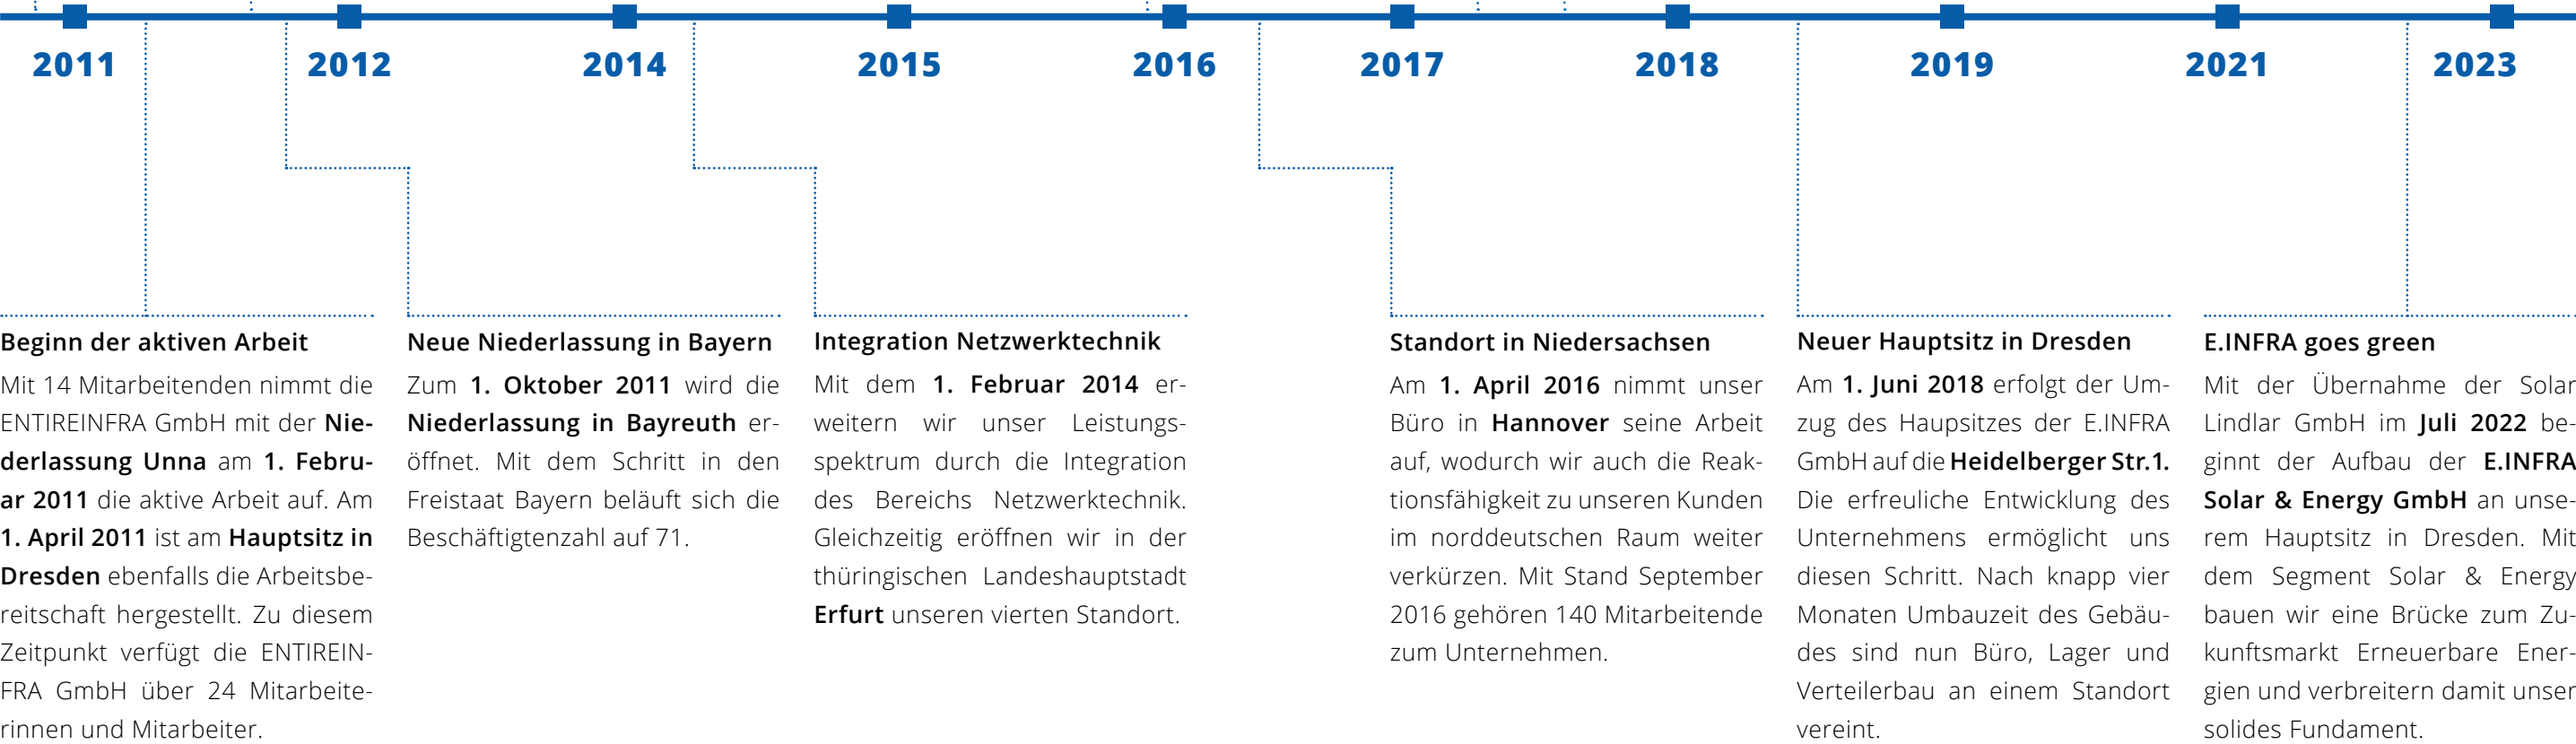 2011 2012 2014 2015 2016 2017 2018 2019 2021 2023
Beginn der aktiven Arbeit
Mit 14 Mitarbeitenden nimmt die
ENTIREINFRA GmbH mit der Nie-
derlassung Unna am 1. Febru-
ar 2011 die aktive Arbeit auf. Am
1. April 2011 ist am Hauptsitz in
Dresden ebenfalls die Arbeitsbe-
reitschaft hergestellt. Zu diesem
Zeitpunkt verfügt die ENTIREIN-
FRA GmbH über 24 Mitarbeite-
rinnen und Mitarbeiter.
Neue Niederlassung in Bayern
Zum 1. Oktober 2011 wird die
Niederlassung in Bayreuth er-
öffnet. Mit dem Schritt in den
Freistaat Bayern beläuft sich die
Beschäftigtenzahl auf 71.
Integration Netzwerktechnik
Mit dem 1. Februar 2014 er-
weitern wir unser Leistungs-
spektrum durch die Integration
des Bereichs Netzwerktechnik.
Gleichzeitig eröffnen wir in der
thüringischen Landeshauptstadt
Erfurt unseren vierten Standort.
Standort in Niedersachsen
Am 1. April 2016 nimmt unser
Büro in Hannover seine Arbeit
auf, wodurch wir auch die Reak-
tionsfähigkeit zu unseren Kunden
im norddeutschen Raum weiter
verkürzen. Mit Stand September
2016 gehören 140 Mitarbeitende
zum Unternehmen.
Neuer Hauptsitz in Dresden
Am 1. Juni 2018 erfolgt der Um-
zug des Haupsitzes der E.INFRA
GmbH auf die Heidelberger Str.1.
Die erfreuliche Entwicklung des
Unternehmens ermöglicht uns
diesen Schritt. Nach knapp vier
Monaten Umbauzeit des Gebäu-
des sind nun Büro, Lager und
Verteilerbau an einem Standort
vereint.
E.INFRA goes green
Mit der Übernahme der Solar
Lindlar GmbH im Juli 2022 be-
ginnt der Aufbau der E.INFRA
Solar & Energy GmbH an unse-
rem Hauptsitz in Dresden. Mit
dem Segment Solar & Energy
bauen wir eine Brücke zum Zu-
kunftsmarkt Erneuerbare Ener-
gien und verbreitern damit unser
solides Fundament.